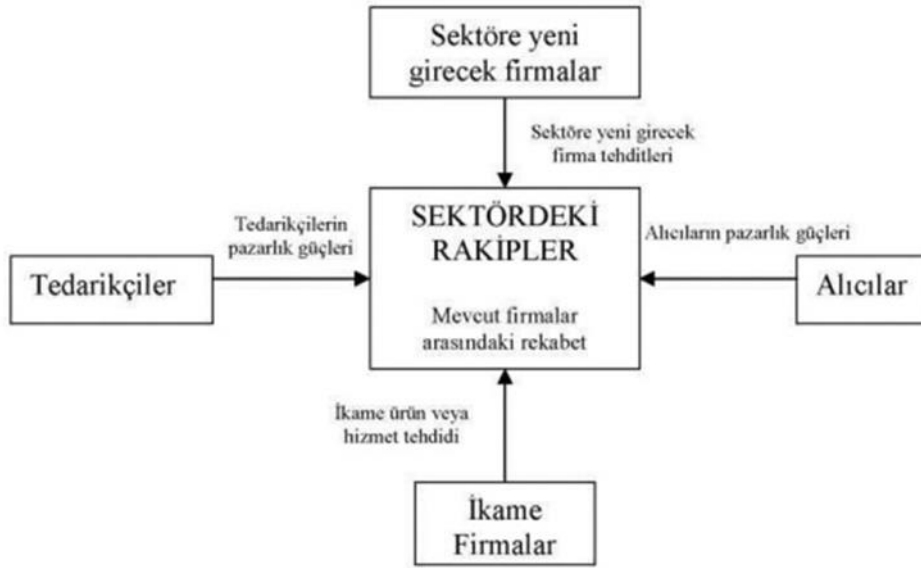 Sektöre yeni
girecek firmalar
Sektöre yeni girecek
firma tehditleri
SEKTÖRDEKİ
RAKİPLER
Mevcut firmalar
arasındaki rekabet
Tedarikçilerin
pazarlık güçleri
Tedarikçiler
Alıcıların pazarlık güçleri
Alıcılar
İkame ürün veya
hizmet tehdidi
İkame
Firmalar